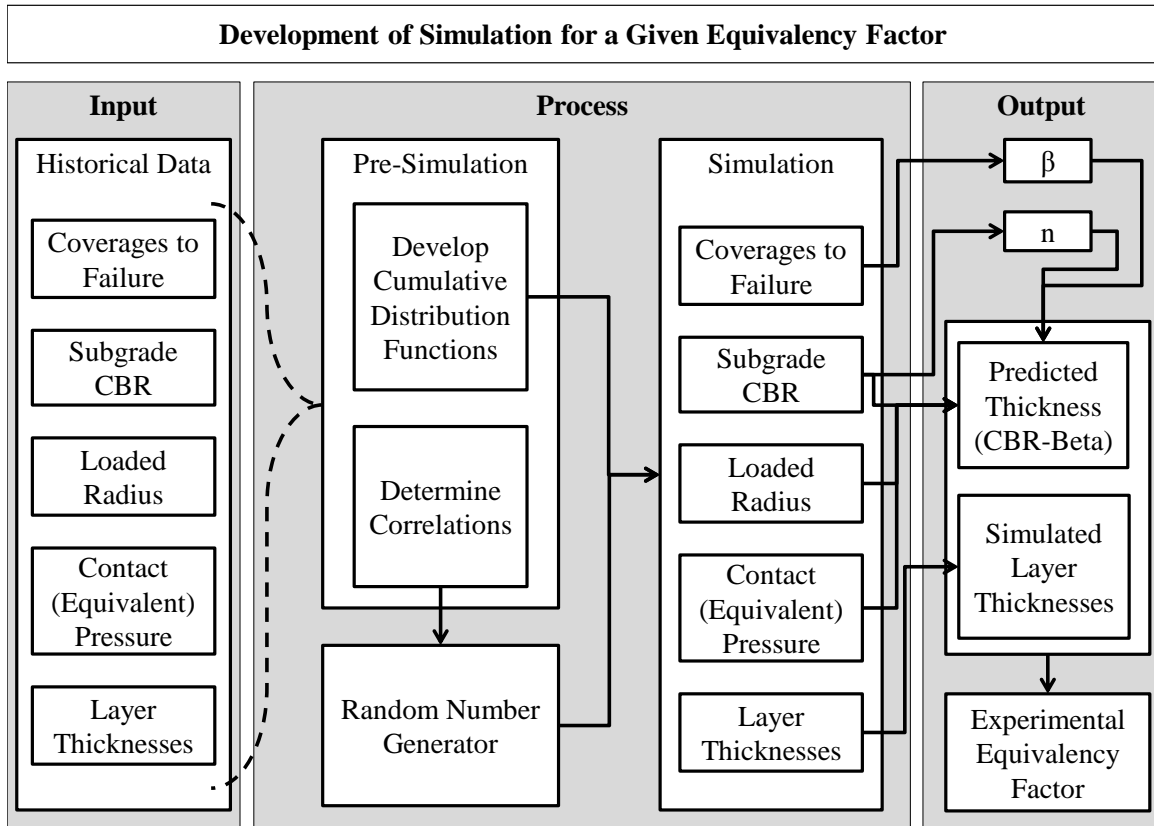 Development of Simulation for a Given Equivalency Factor
Input
Historical Data
Coverages to
Failure
Subgrade
CBR
Loaded
Radius
Contact
(Equivalent)
Pressure
Layer
Thicknesses
Process
Pre-Simulation
Develop
Cumulative
Distribution
Functions
Determine
Correlations
Random Number
Generator
Simulation
Coverages to
Failure
Subgrade
CBR
Loaded
Radius
Contact
(Equivalent)
Pressure
Layer
Thicknesses
Output
β
n
Predicted
Thickness
(CBR-Beta)
Simulated
Layer
Thicknesses
Experimental
Equivalency
Factor